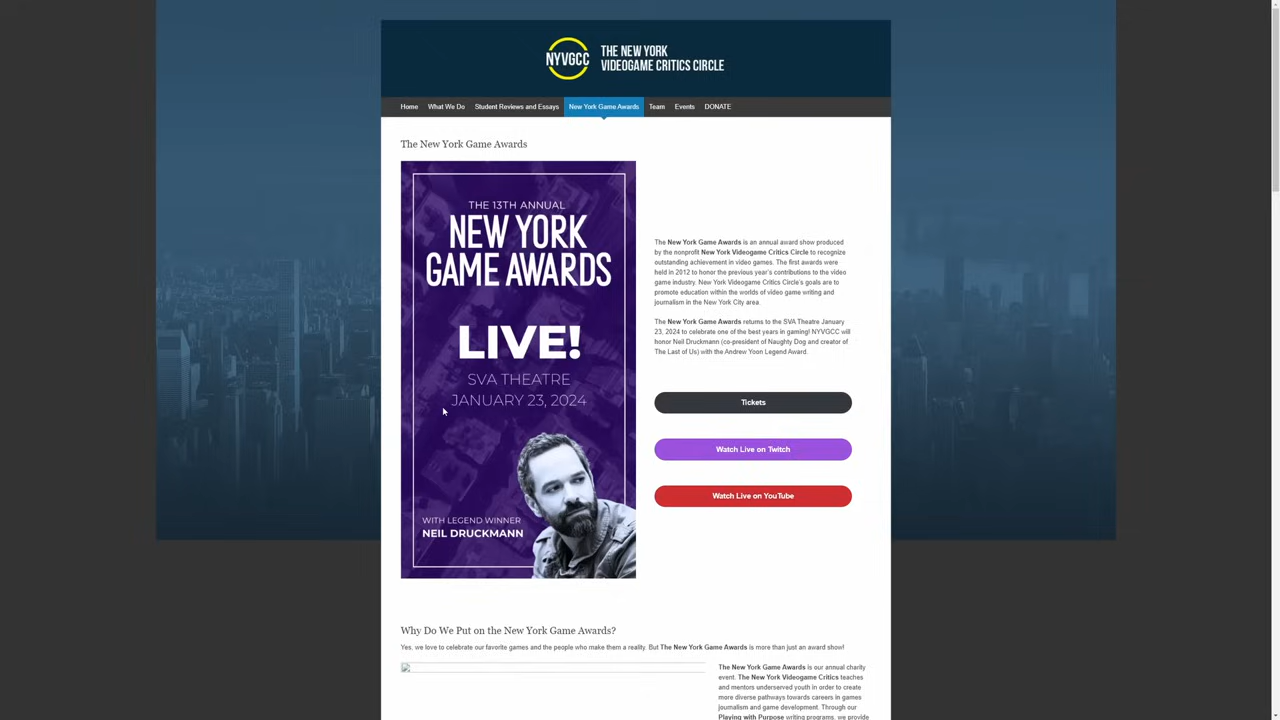 NYVGCC
THE NEW YORK
VIDEOGAME CRITICS CIRCLE
Home What We Do Student Reviews and Essays New York Game Awards Team Events DONATE
The New York Game Awards
THE 13TH ANNUAL
NEW YORK
GAME AWARDS
LIVE!
SVA THEATRE
JANUARY 23, 2024
WITH LEGEND WINNER
NEIL DRUCKMANN
The New York Game Awards is an annual award show produced
by the nonprofit New York Videogame Critics Circle to recognize
outstanding achievement in video games. The first awards were
held in 2012 to honor the previous year's contributions to the video
game industry. New York Videogame Critics Circle's goals are to
promote education within the worlds of video game writing and
journalism in the New York City area.
The New York Game Awards returns to the SVA Theatre January
23, 2024 to celebrate one of the best years in gaming! NYVGCC will
honor Neil Druckmann (co-president of Naughty Dog and creator of
The Last of Us) with the Andrew Yoon Legend Award.
Tickets
Watch Live on Twitch
Watch Live on YouTube
Why Do We Put on the New York Game Awards?
Yes, we love to celebrate our favorite games and the people who make them a reality. But The New York Game Awards is more than just an award show!
The New York Game Awards is our annual charity
event. The New York Videogame Critics teaches
and mentors underserved youth in order to create
more diverse pathways towards careers in games
journalism and game development. Through our
Playing with Purpose writing programs, we provide